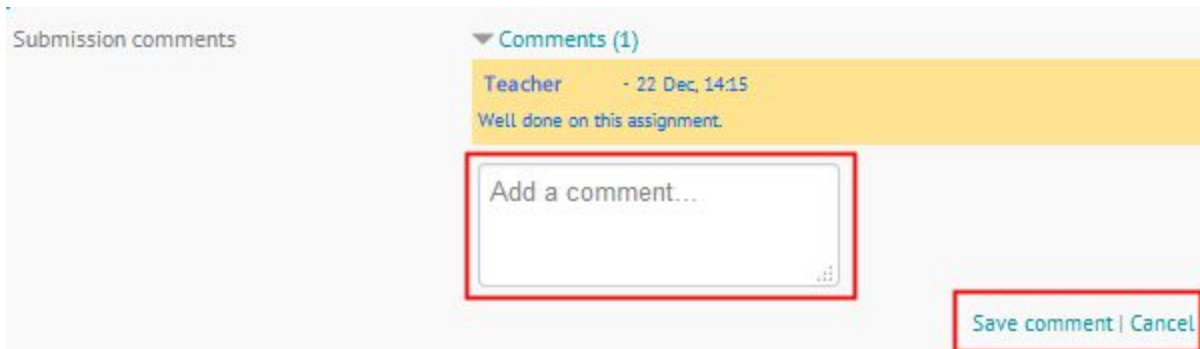 Submission comments
Comments (1)
Teacher - 22 Dec, 14:15
Well done on this assignment.
Add a comment...
Save comment | Cancel